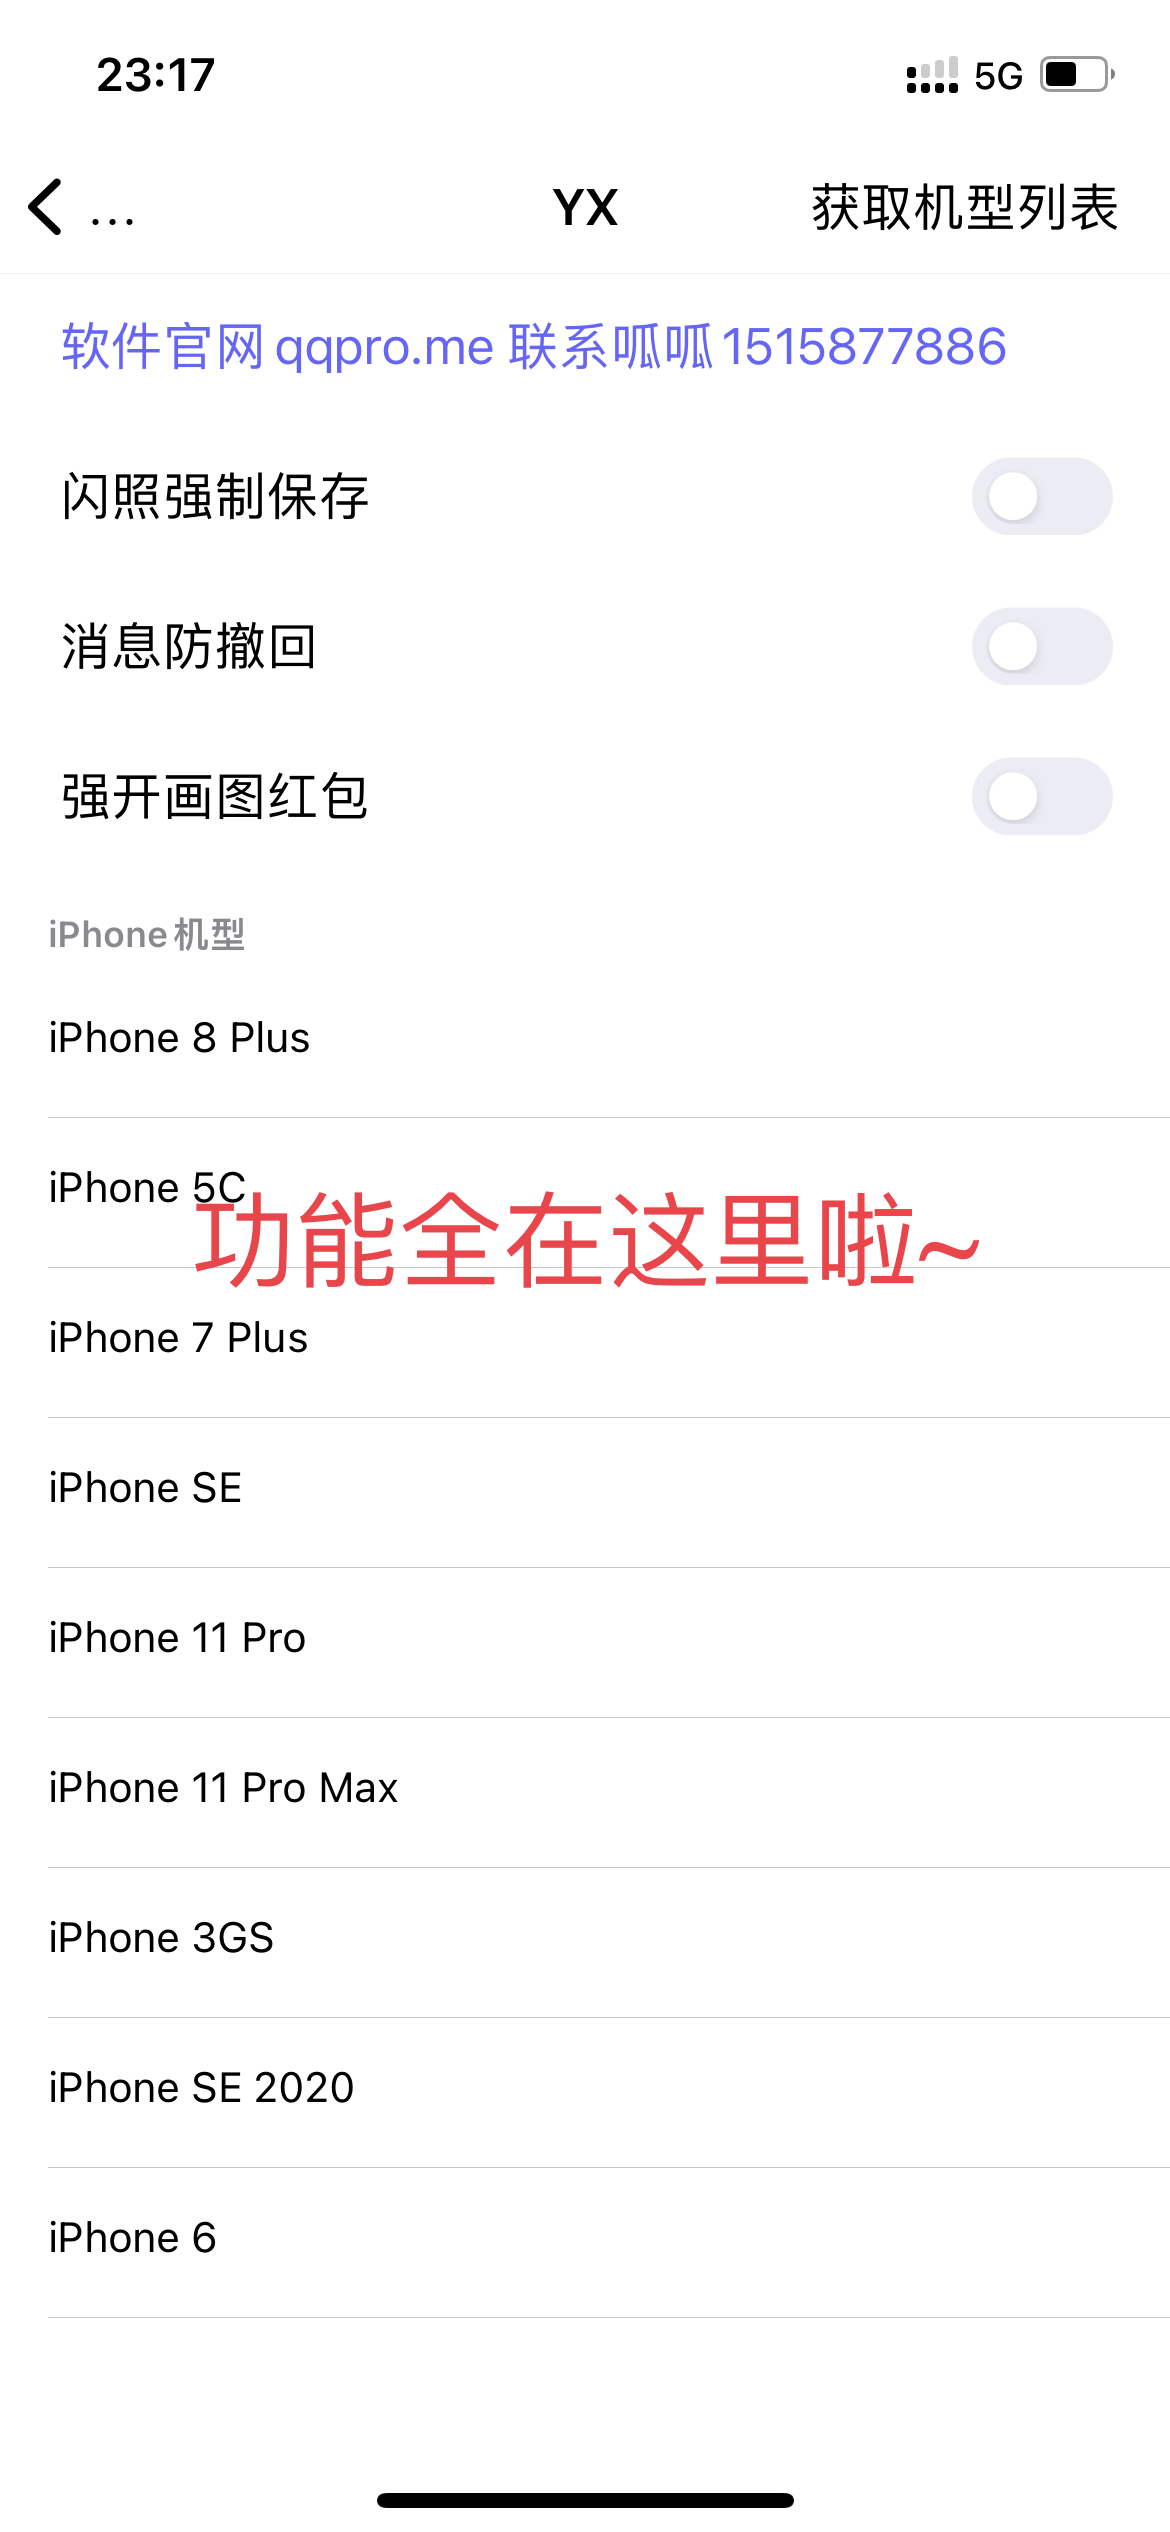 23:17 5G
... YX 获取机型列表
软件官网 qqpro.me 联系呱呱 1515877886
闪照强制保存
消息防撤回
强开画图红包
iPhone机型
iPhone 8 Plus
iPhone 5C
功能全在这里啦~
iPhone 7 Plus
iPhone SE
iPhone 11 Pro
iPhone 11 Pro Max
iPhone 3GS
iPhone SE 2020
iPhone 6